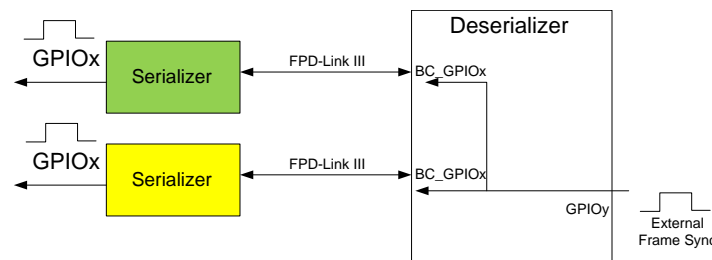 Deserializer
GPIOx
Serializer
FPD-Link III
BC_GPIOx
GPIOx
Serializer
FPD-Link III
BC_GPIOx
GPIOy
External
Frame Sync